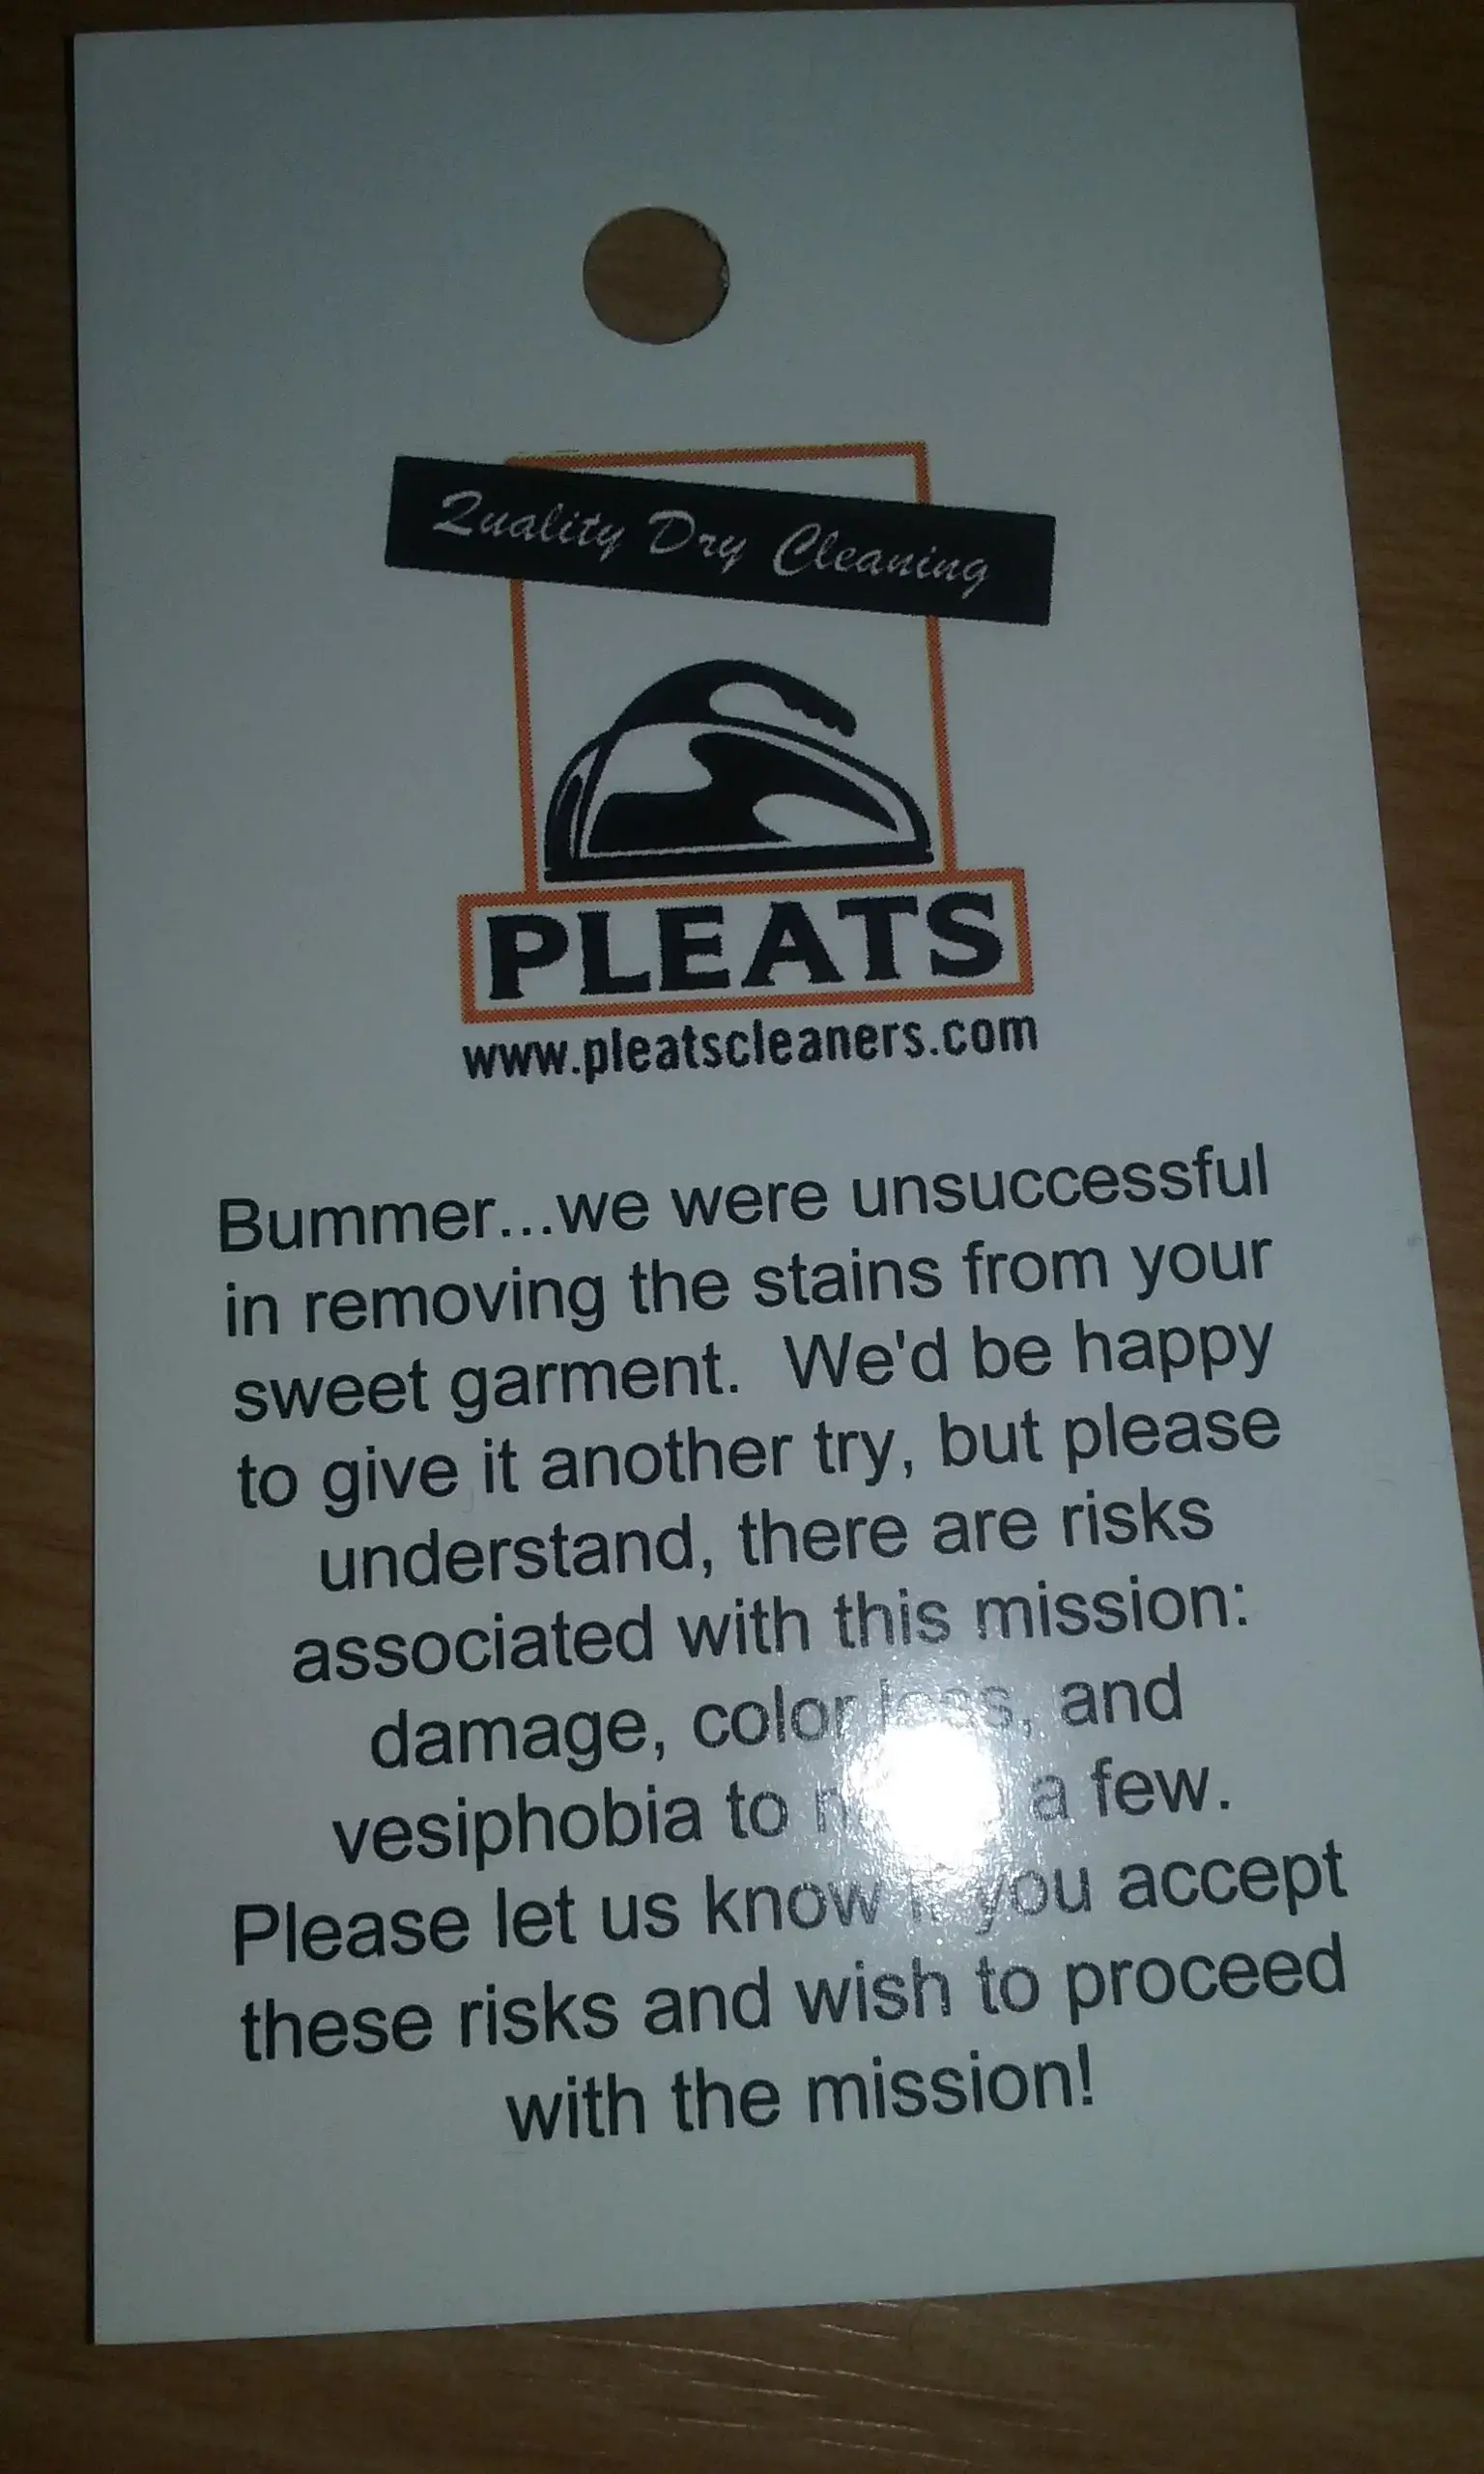 Quality Dry Cleaning
PLEATS
www.pleatscleaners.com
Bummer...we were unsuccessful
in removing the stains from your
sweet garment. We'd be happy
to give it another try, but please
understand, there are risks
associated with this mission:
damage, color loss, and
vesiphobia to a few.
Please let us know if you accept
these risks and wish to proceed
with the mission!